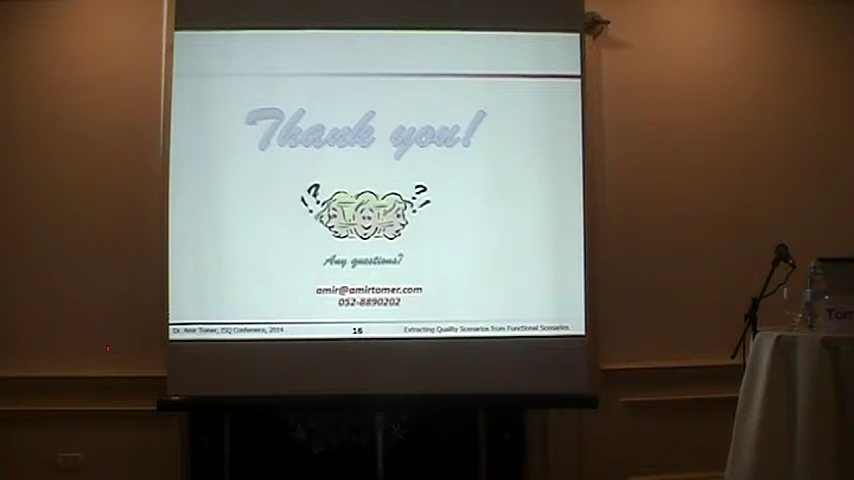 Thank you!
Any questions?
amir@amirtomer.com
052-8890202
Dr. Amir Tomer, ISQ Conference, 2014
16
Extracting Quality Scenarios from Functional Scenarios
Tom